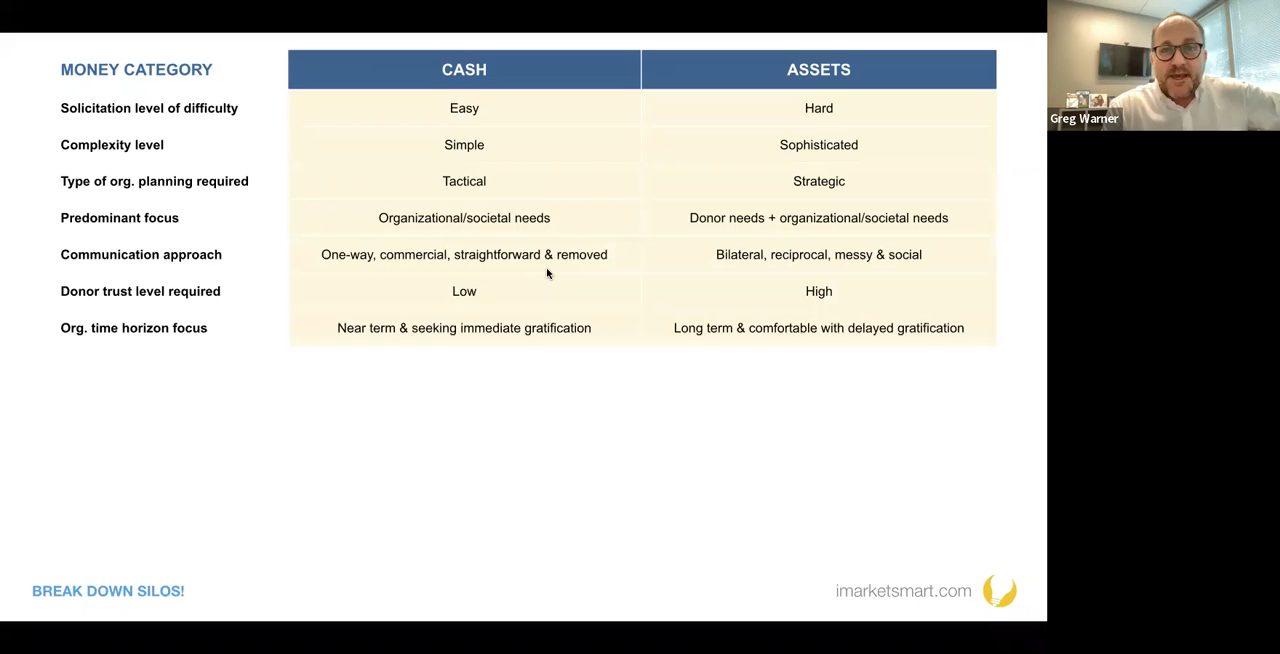 MONEY CATEGORY CASH ASSETS
Solicitation level of difficulty Easy Hard
Complexity level Simple Sophisticated
Type of org. planning required Tactical Strategic
Predominant focus Organizational/societal needs Donor needs + organizational/societal needs
Communication approach One-way, commercial, straightforward & removed Bilateral, reciprocal, messy & social
Donor trust level required Low High
Org. time horizon focus Near term & seeking immediate gratification Long term & comfortable with delayed gratification
BREAK DOWN SILOS! imarketsmart.com
Greg Warner